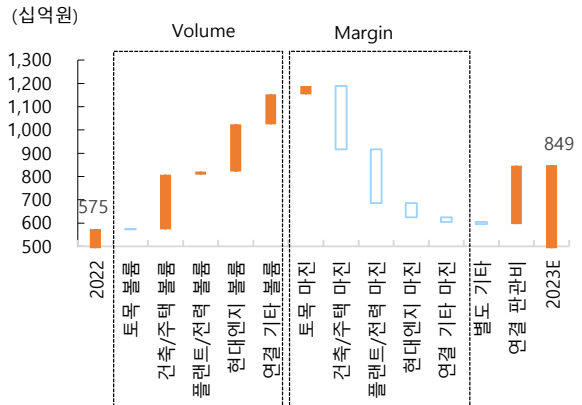 (십억원)
Volume
Margin
1,300
1,200
1,100
1,000
900
800
700
600
500
575
849
2022
토목 볼륨
건축/주택 볼륨
플랜트/전력 볼륨
현대엔지 볼륨
연결 기타 볼륨
토목 마진
건축/주택 마진
플랜트/전력 마진
현대엔지 마진
연결 기타 마진
별도 기타
연결 판관비
2023E